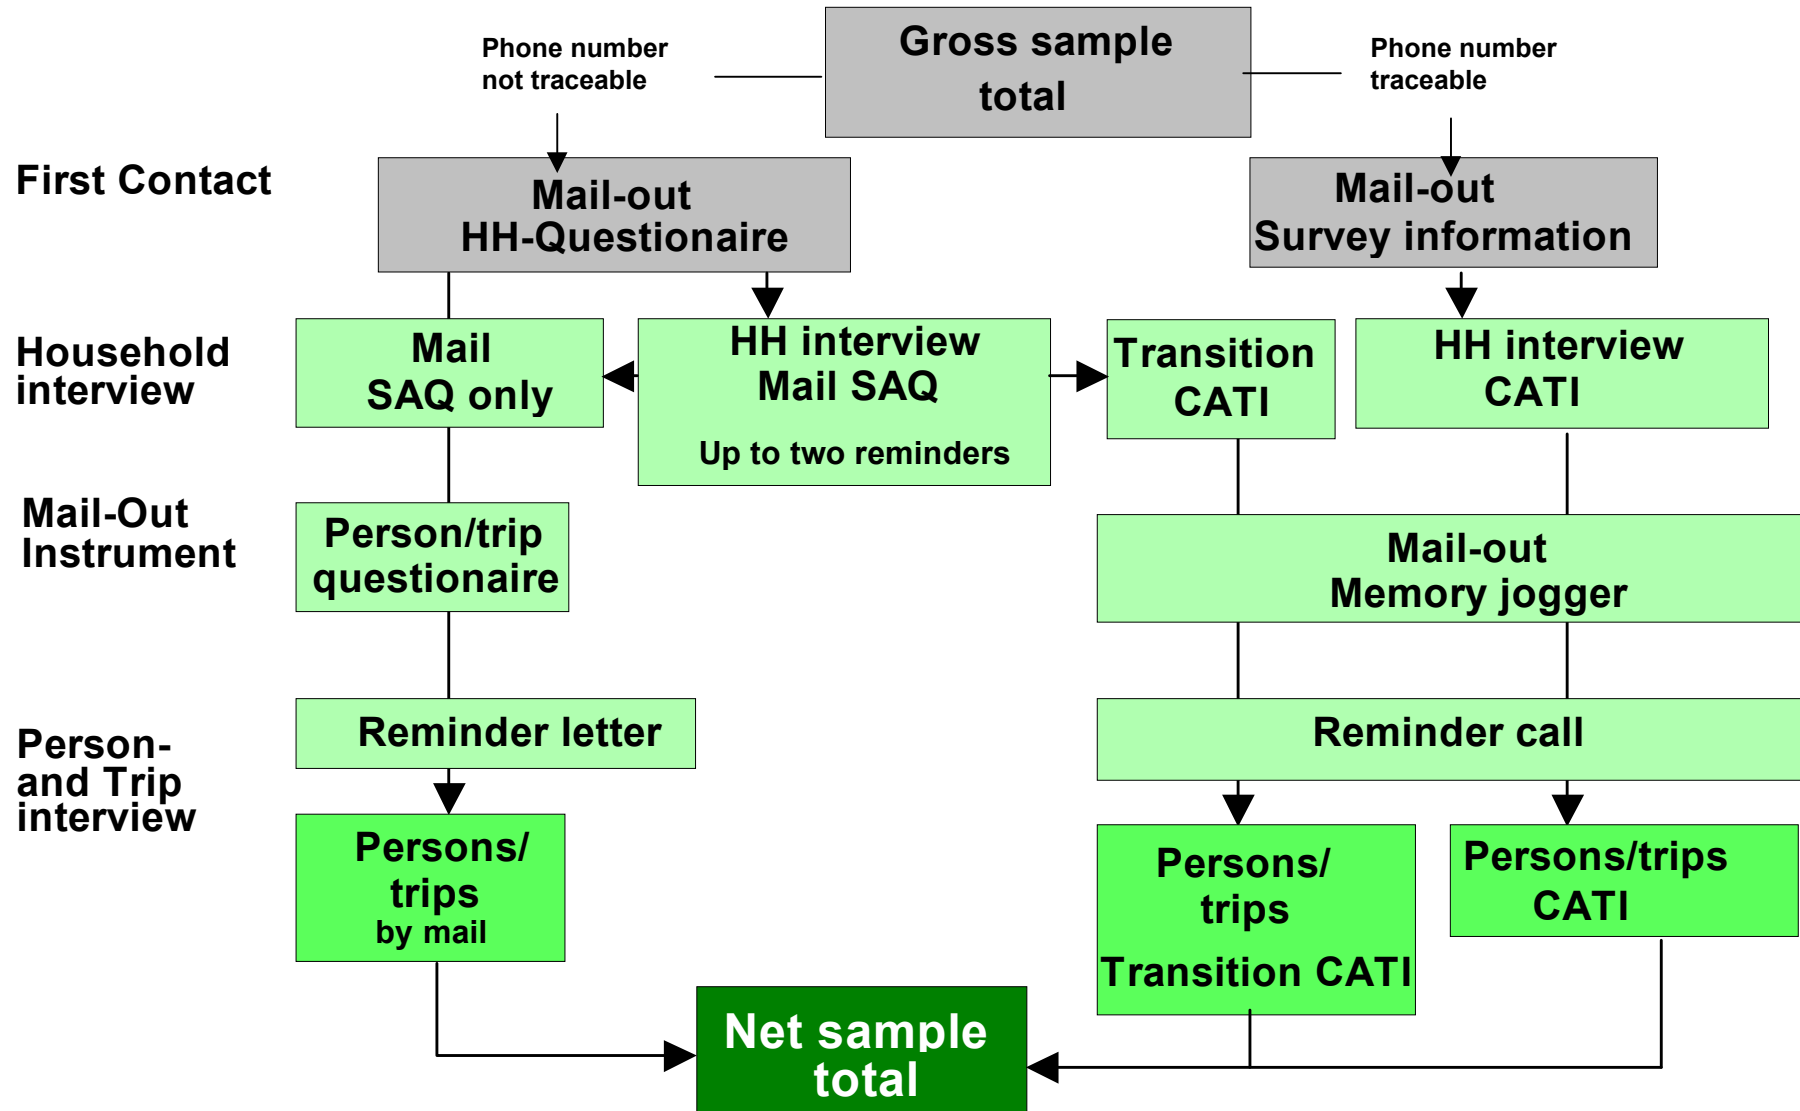 Gross sample
total
Phone number
not traceable
Phone number
traceable
First Contact
Mail-out
HH-Questionaire
Mail-out
Survey information
Household
interview
Mail
SAQ only
HH interview
Mail SAQ
Up to two reminders
Transition
CATI
HH interview
CATI
Mail-Out
Instrument
Person/trip
questionaire
Mail-out
Memory jogger
Person-
and Trip
interview
Reminder letter
Reminder call
Persons/
trips
by mail
Persons/
trips
Transition CATI
Persons/trips
CATI
Net sample
total